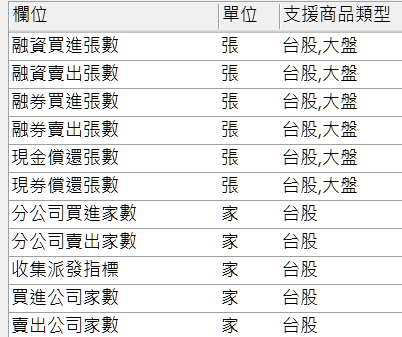 欄位 單位 支援商品類型
融資買進張數 張 台股,大盤
融資賣出張數 張 台股,大盤
融券買進張數 張 台股,大盤
融券賣出張數 張 台股,大盤
現金償還張數 張 台股,大盤
現券償還張數 張 台股,大盤
分公司買進家數 家 台股
分公司賣出家數 家 台股
收集派發指標 家 台股
買進公司家數 家 台股
賣出公司家數 家 台股